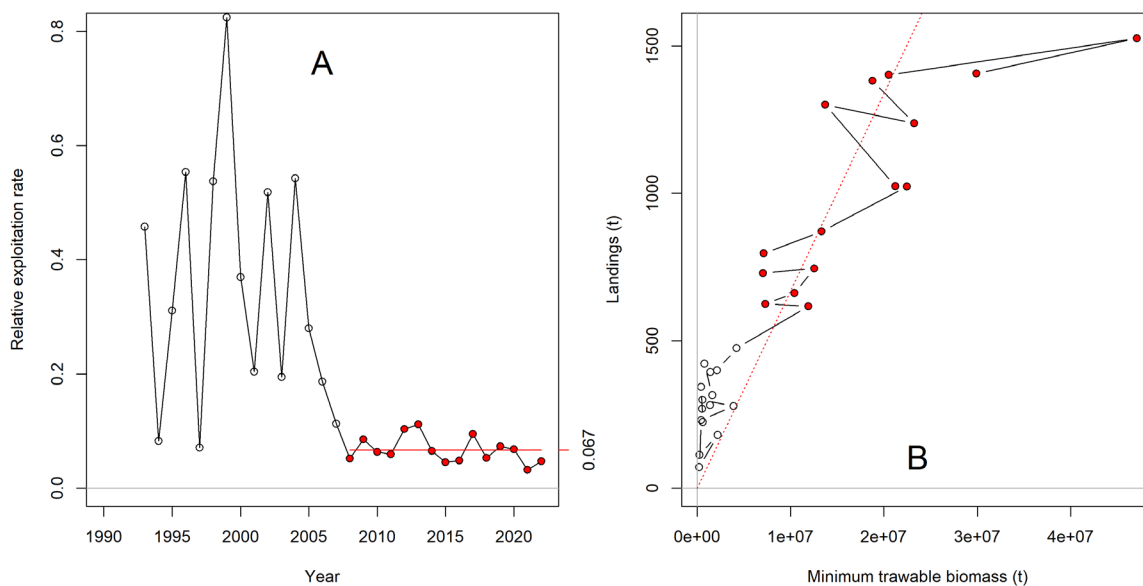 A
Relative exploitation rate
0.8
0.6
0.4
0.2
0.0
0.067
1990 1995 2000 2005 2010 2015 2020
Year
B
Landings (t)
1500
1000
500
0
0e+00 1e+07 2e+07 3e+07 4e+07
Minimum trawable biomass (t)